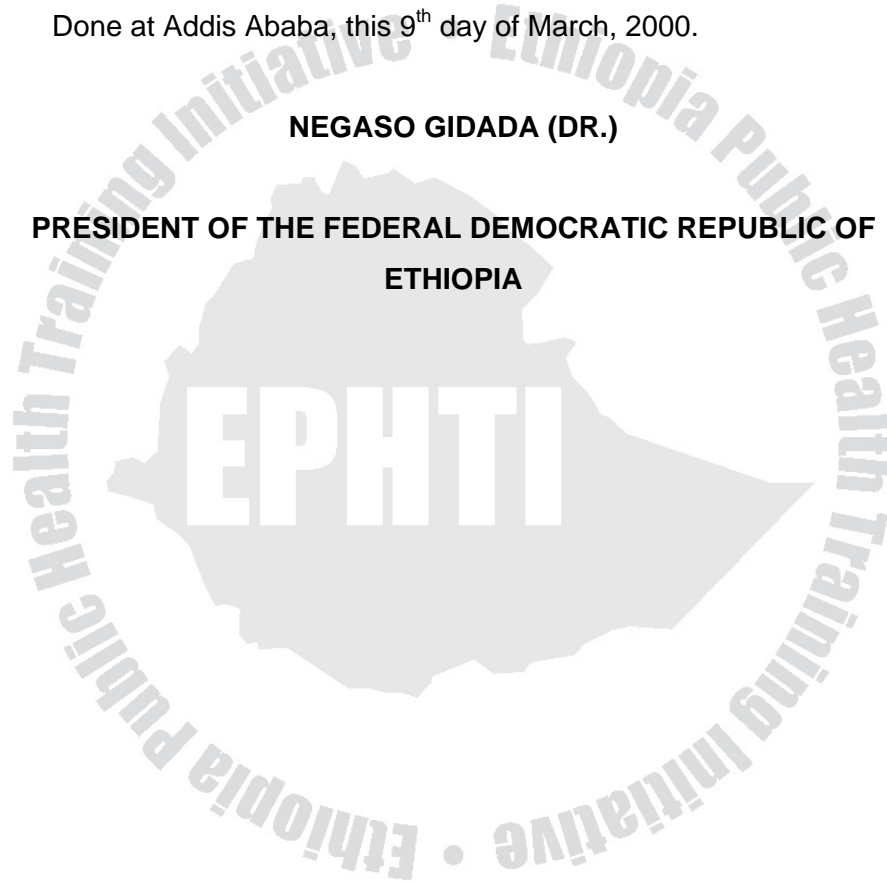 Done at Addis Ababa, this 9th day of March, 2000.
NEGASO GIDADA (DR.)
PRESIDENT OF THE FEDERAL DEMOCRATIC REPUBLIC OF
ETHIOPIA
EPHTI
Ethiopia Public Health Training Initiative • Ethiopia Public Health Training Initiative •